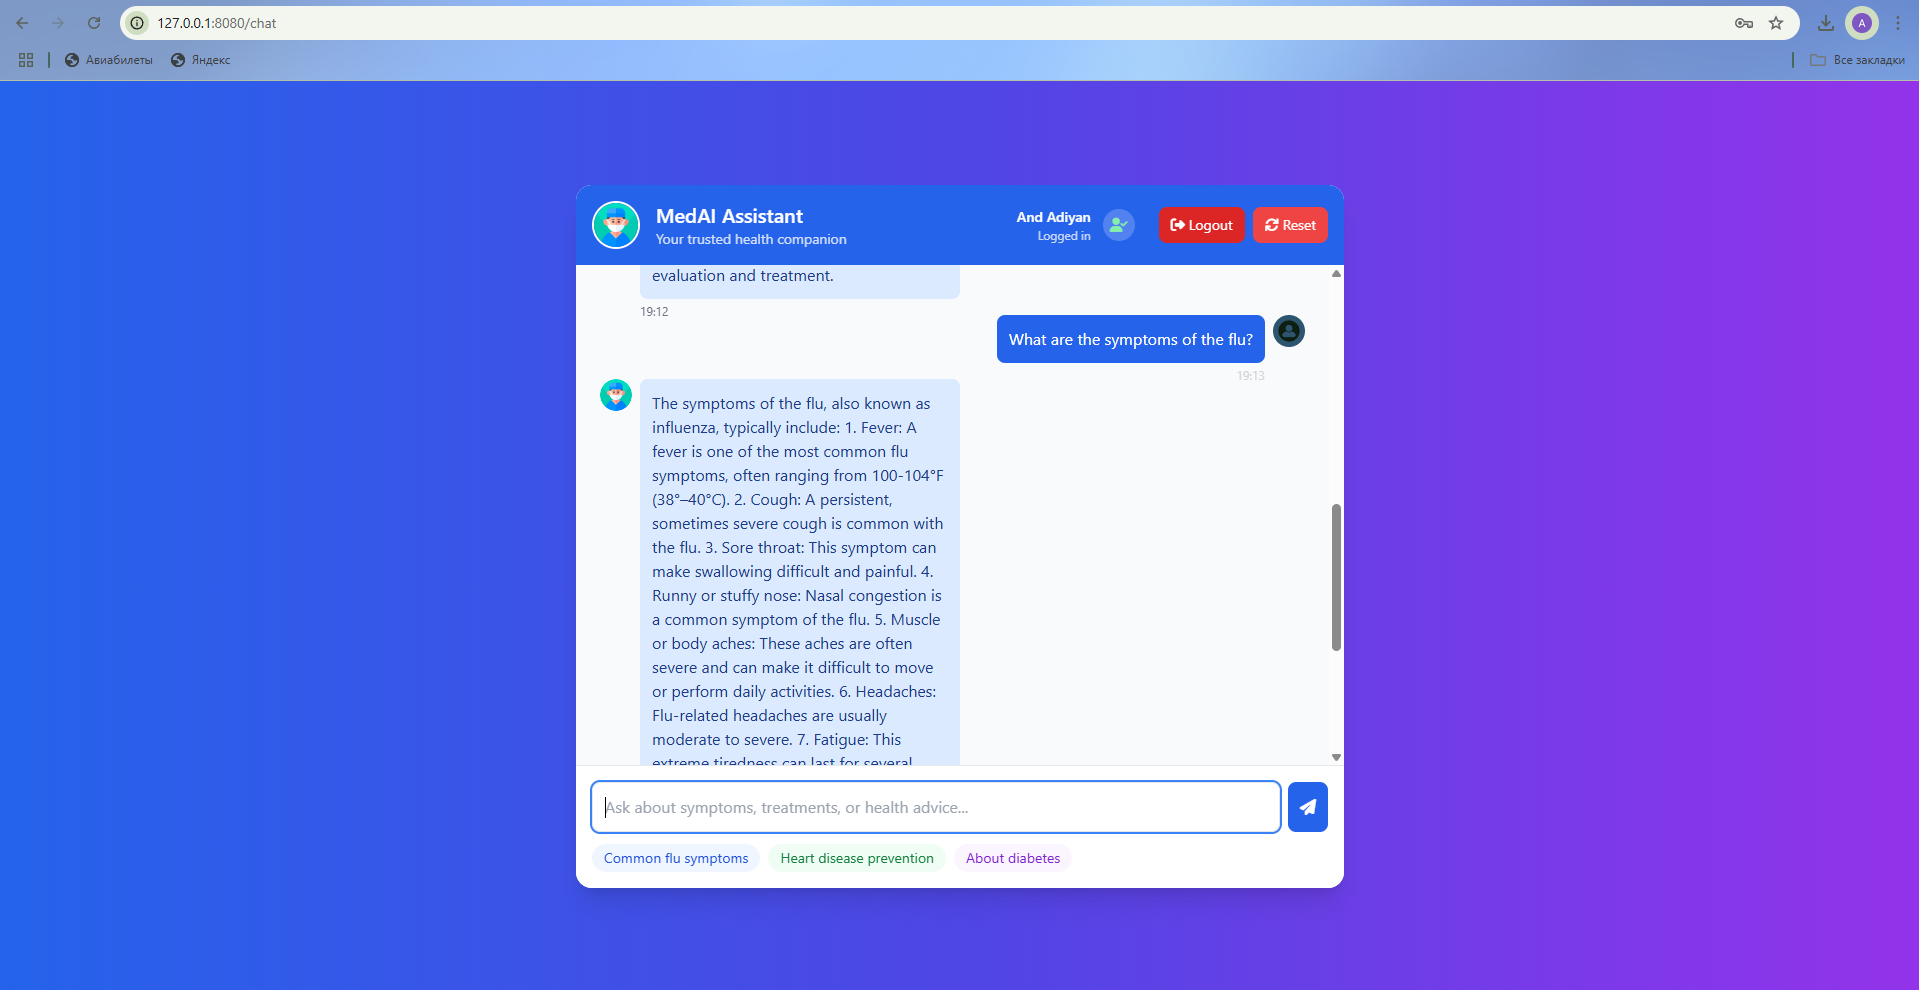 127.0.0.1:8080/chat
A
Авиабилеты
Яндекс
Все закладки
MedAI Assistant
Your trusted health companion
And Adiyan
Logged in
Logout
Reset
evaluation and treatment.
19:12
What are the symptoms of the flu?
19:13
The symptoms of the flu, also known as
influenza, typically include: 1. Fever: A
fever is one of the most common flu
symptoms, often ranging from 100-104°F
(38°–40°C). 2. Cough: A persistent,
sometimes severe cough is common with
the flu. 3. Sore throat: This symptom can
make swallowing difficult and painful. 4.
Runny or stuffy nose: Nasal congestion is
a common symptom of the flu. 5. Muscle
or body aches: These aches are often
severe and can make it difficult to move
or perform daily activities. 6. Headaches:
Flu-related headaches are usually
moderate to severe. 7. Fatigue: This
extreme tiredness can last for several
Ask about symptoms, treatments, or health advice...
Common flu symptoms
Heart disease prevention
About diabetes